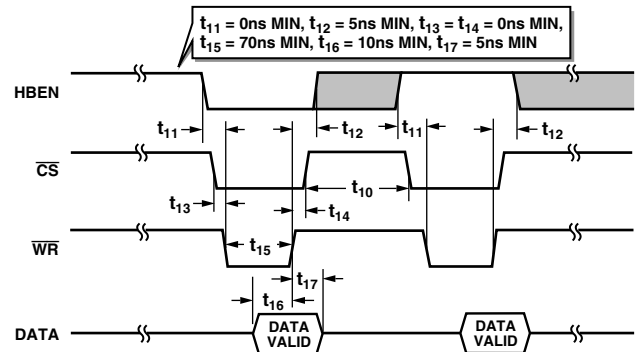 t11 = 0ns MIN, t12 = 5ns MIN, t13 = t14 = 0ns MIN,
t15 = 70ns MIN, t16 = 10ns MIN, t17 = 5ns MIN
HBEN
t11 t12 t11 t12
CS
t10
t13 t14
WR
t15
t17
t16
DATA
DATA VALID
DATA VALID